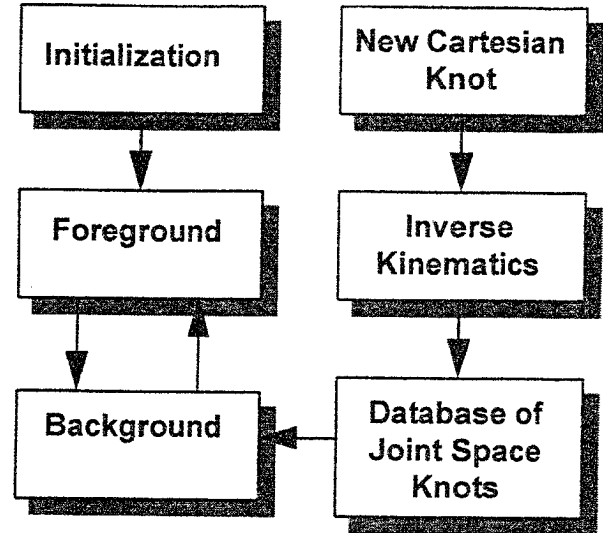 Initialization
New Cartesian
Knot
Foreground
Inverse
Kinematics
Background
Database of
Joint Space
Knots